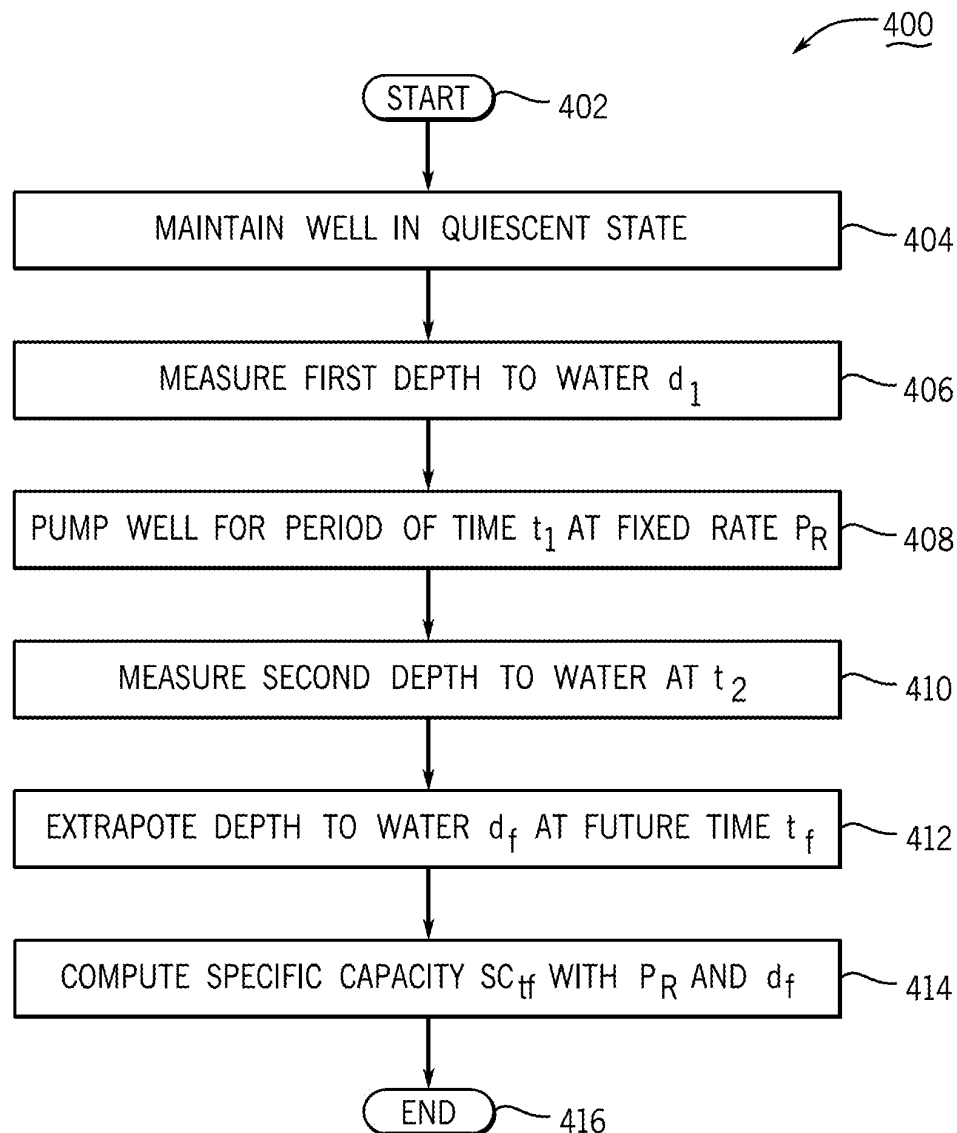 400
START
402
MAINTAIN WELL IN QUIESCENT STATE
404
MEASURE FIRST DEPTH TO WATER d1
406
PUMP WELL FOR PERIOD OF TIME t1 AT FIXED RATE PR
408
MEASURE SECOND DEPTH TO WATER AT t2
410
EXTRAPOTE DEPTH TO WATER df AT FUTURE TIME tf
412
COMPUTE SPECIFIC CAPACITY SCtf WITH PR AND df
414
END
416